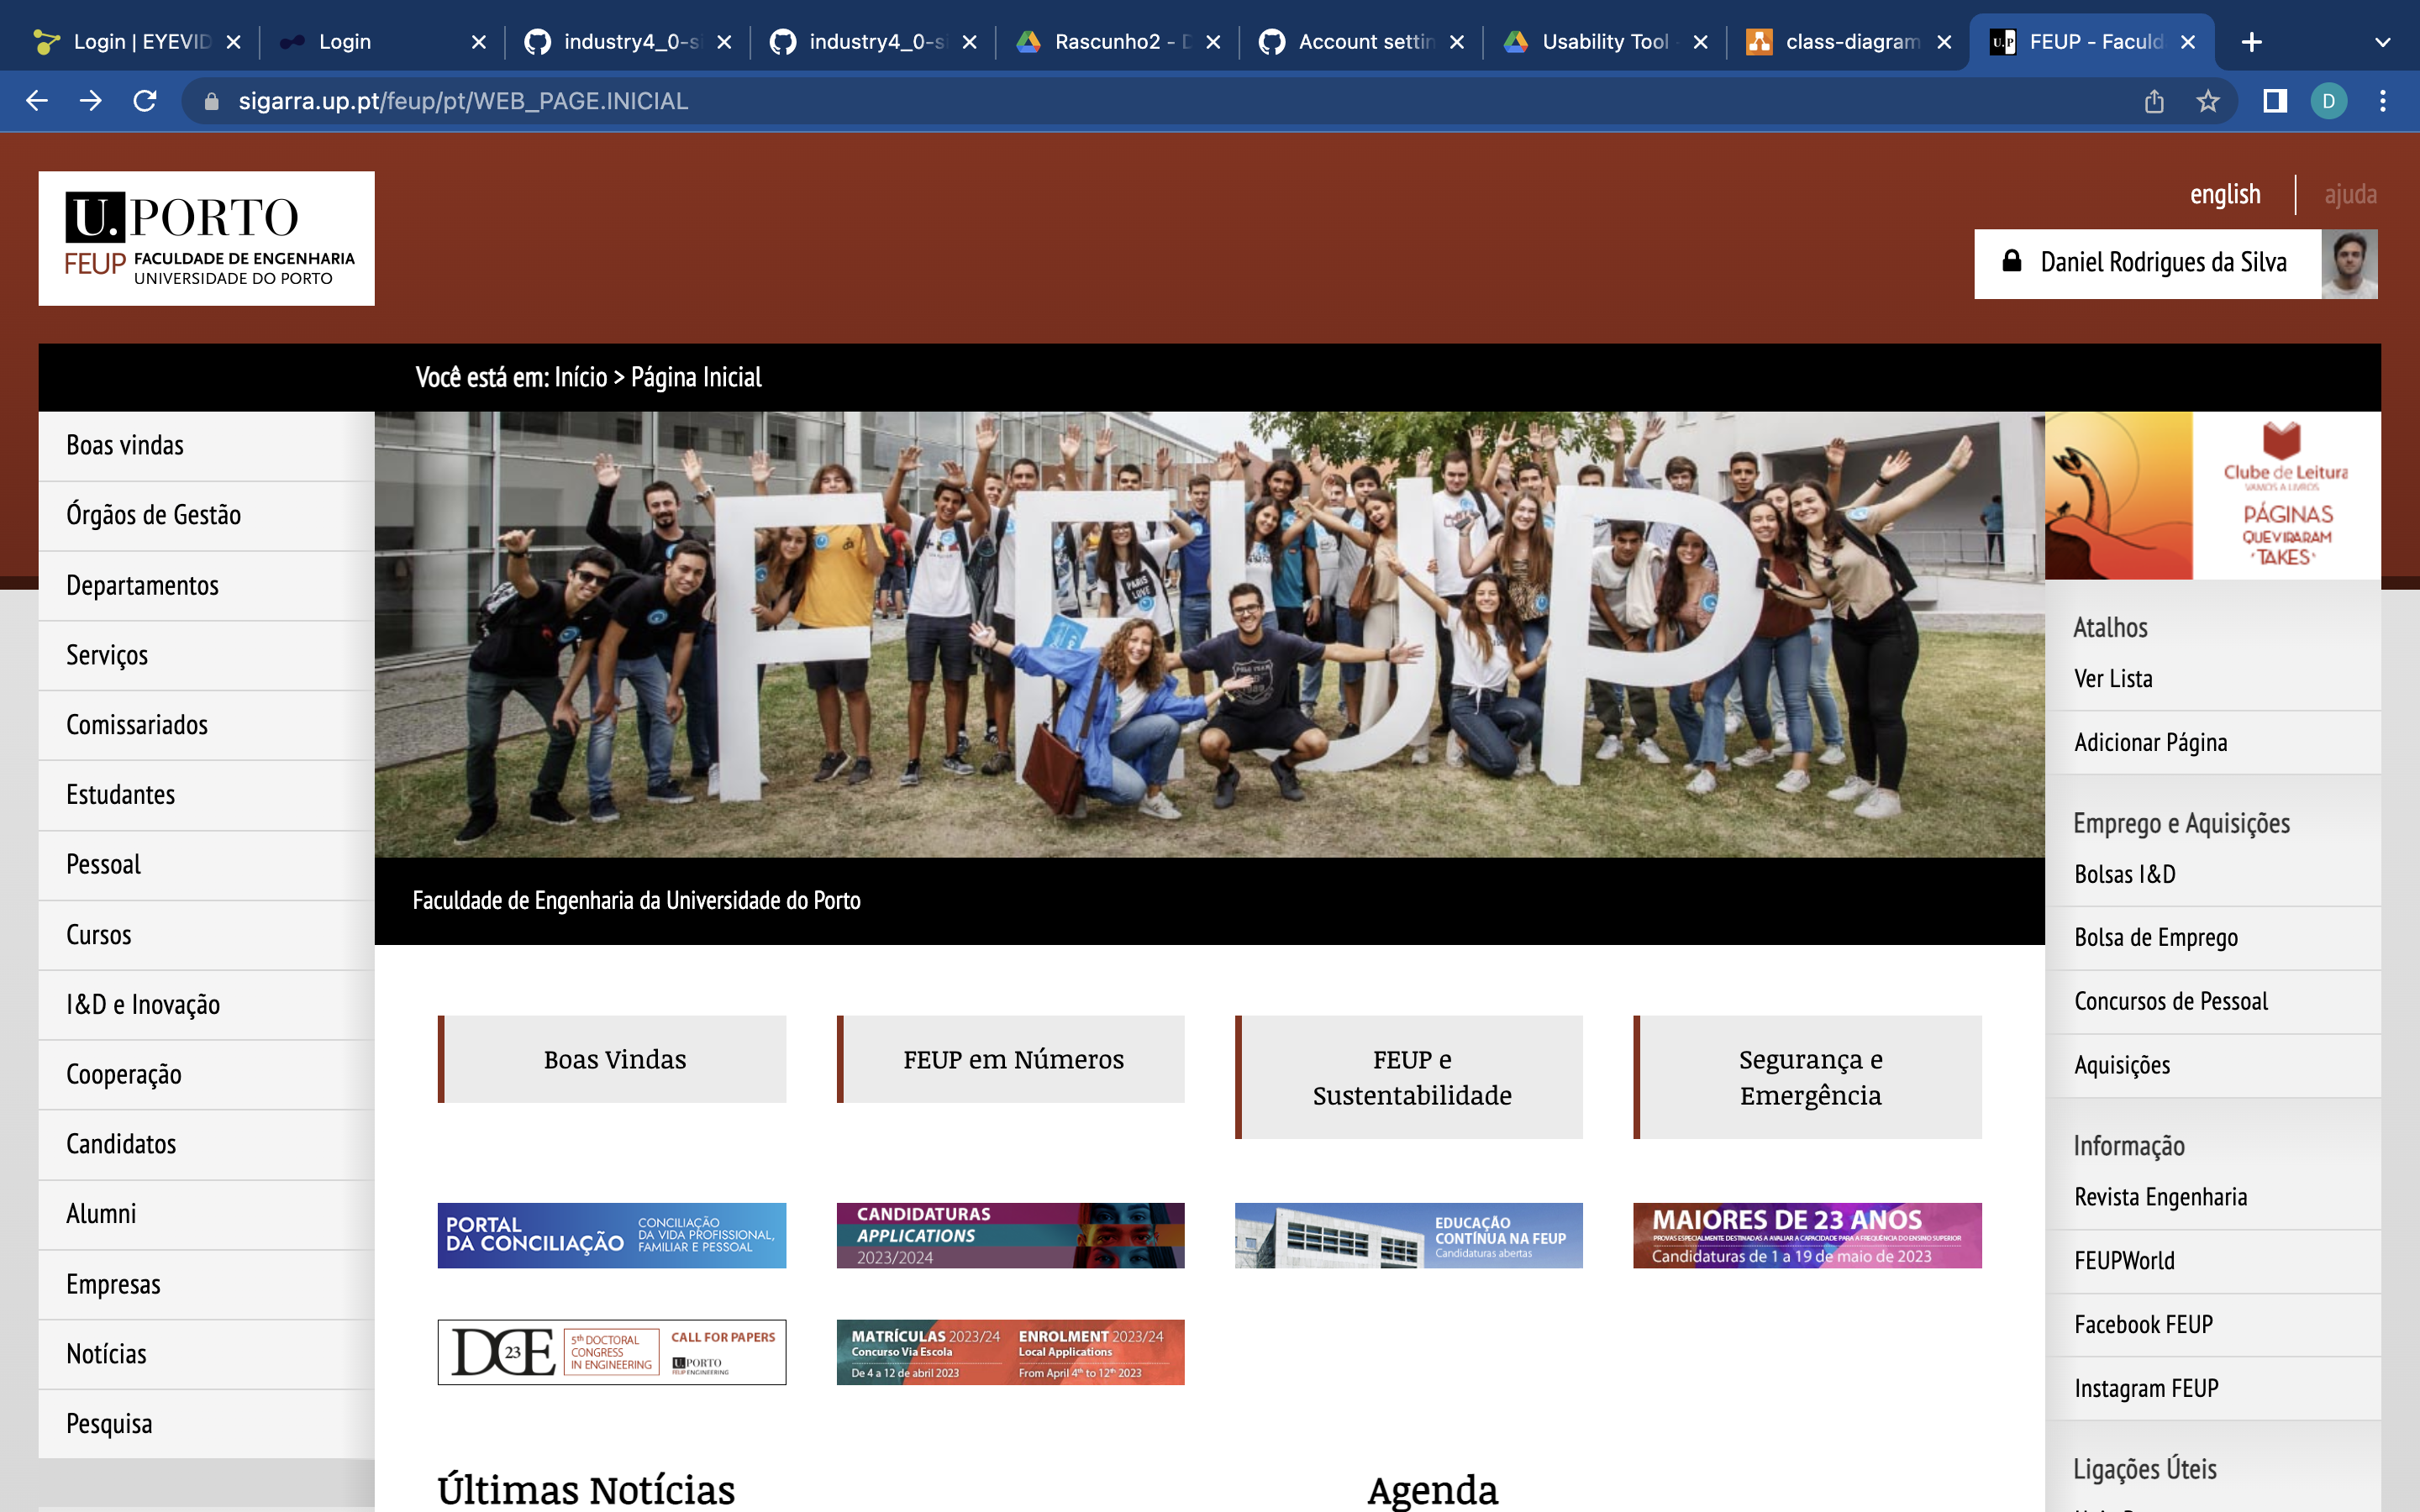 Login | EYEVID
Login
industry4_0-s
industry4_0-s
Rascunho2 - D
Account settin
Usability Tool
class-diagram
U.P
FEUP - Faculd
sigarra.up.pt/feup/pt/WEB_PAGE.INICIAL
D
U.PORTO
FEUP FACULDADE DE ENGENHARIA
UNIVERSIDADE DO PORTO
english
ajuda
Daniel Rodrigues da Silva
Você está em: Início > Página Inicial
Boas vindas
Órgãos de Gestão
Departamentos
Serviços
Comissariados
Estudantes
Pessoal
Cursos
I&D e Inovação
Cooperação
Candidatos
Alumni
Empresas
Notícias
Pesquisa
FEUP
PARIS
LOVE
Faculdade de Engenharia da Universidade do Porto
Boas Vindas
FEUP em Números
FEUP e
Sustentabilidade
Segurança e
Emergência
PORTAL
DA CONCILIAÇÃO
CONCILIAÇÃO
DA VIDA PROFISSIONAL,
FAMILIAR E PESSOAL
CANDIDATURAS
APPLICATIONS
2023/2024
EDUCAÇÃO
CONTÍNUA NA FEUP
Candidaturas abertas
MAIORES DE 23 ANOS
PROVAS ESPECIALMENTE DESTINADAS A AVALIAR A CAPACIDADE PARA A FREQUÊNCIA DO ENSINO SUPERIOR
Candidaturas de 1 a 19 de maio de 2023
DCE
23
5th DOCTORAL
CONGRESS
IN ENGINEERING
CALL FOR PAPERS
U.PORTO
FEUP ENGINEERING
MATRÍCULAS 2023/24
Concurso Via Escola
De 4 a 12 de abril 2023
ENROLMENT 2023/24
Local Applications
From April 4th to 12th 2023
Últimas Notícias
Agenda
Clube de Leitura
VAMOS A LIVROS
PÁGINAS
QUE VIRARAM
'TAKES'
Atalhos
Ver Lista
Adicionar Página
Emprego e Aquisições
Bolsas I&D
Bolsa de Emprego
Concursos de Pessoal
Aquisições
Informação
Revista Engenharia
FEUPWorld
Facebook FEUP
Instagram FEUP
Ligações Úteis